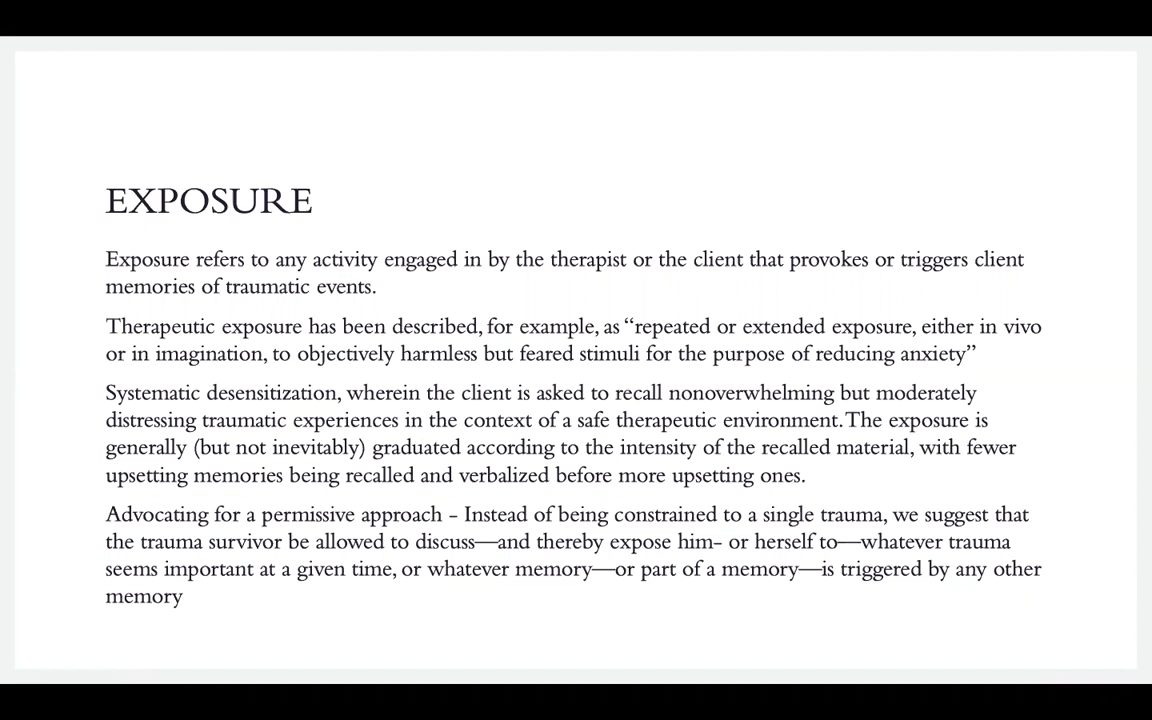 EXPOSURE
Exposure refers to any activity engaged in by the therapist or the client that provokes or triggers client
memories of traumatic events.
Therapeutic exposure has been described, for example, as “repeated or extended exposure, either in vivo
or in imagination, to objectively harmless but feared stimuli for the purpose of reducing anxiety”
Systematic desensitization, wherein the client is asked to recall nonoverwhelming but moderately
distressing traumatic experiences in the context of a safe therapeutic environment. The exposure is
generally (but not inevitably) graduated according to the intensity of the recalled material, with fewer
upsetting memories being recalled and verbalized before more upsetting ones.
Advocating for a permissive approach - Instead of being constrained to a single trauma, we suggest that
the trauma survivor be allowed to discuss—and thereby expose him- or herself to—whatever trauma
seems important at a given time, or whatever memory—or part of a memory—is triggered by any other
memory